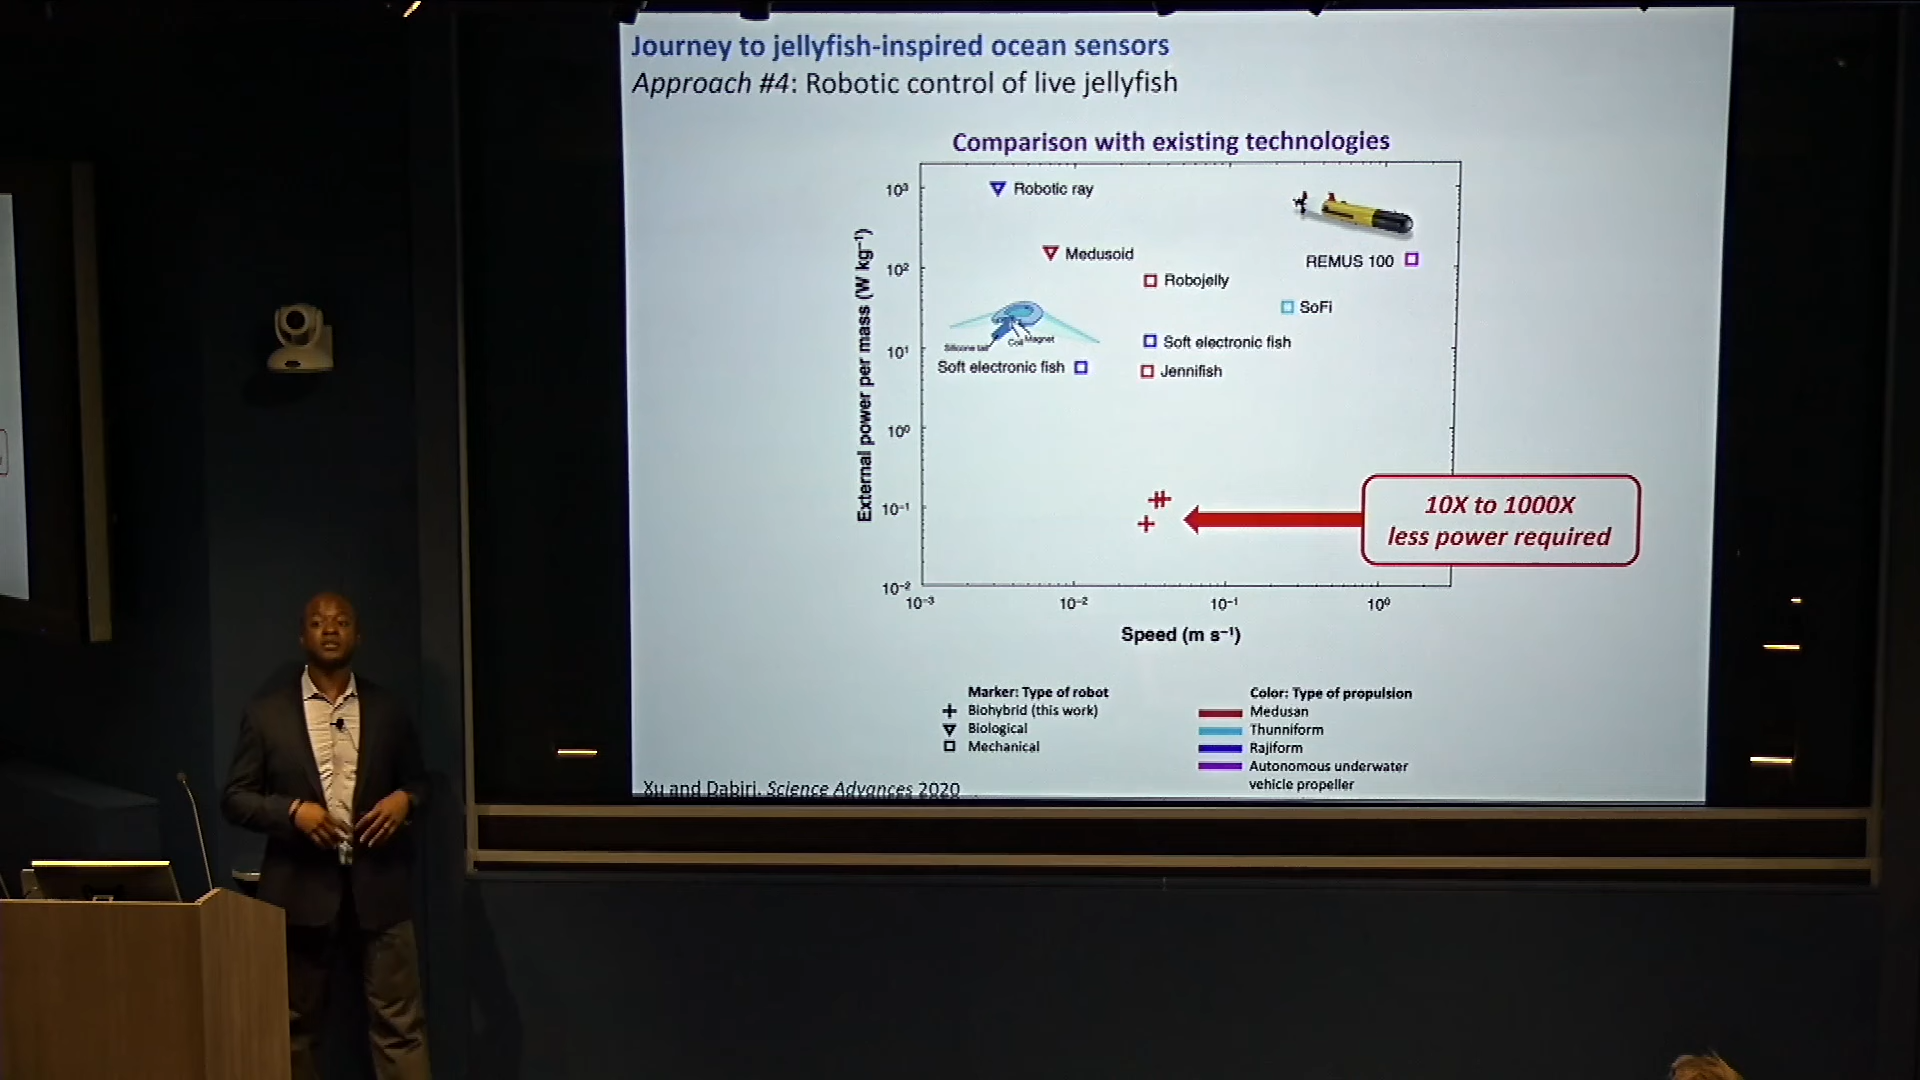 Journey to jellyfish-inspired ocean sensors
Approach #4: Robotic control of live jellyfish
Comparison with existing technologies
External power per mass (W kg⁻¹)
10³
10²
10¹
10⁰
10⁻¹
10⁻²
Robotic ray
Medusoid
Robojelly
REMUS 100
SoFi
Silicone tail
Coil
Magnet
Soft electronic fish
Soft electronic fish
Jennifish
10X to 1000X
less power required
10⁻³
10⁻²
10⁻¹
10⁰
Speed (m s⁻¹)
Marker: Type of robot
Biohybrid (this work)
Biological
Mechanical
Color: Type of propulsion
Medusan
Thunniform
Rajiform
Autonomous underwater
vehicle propeller
Xu and Dabiri, Science Advances 2020